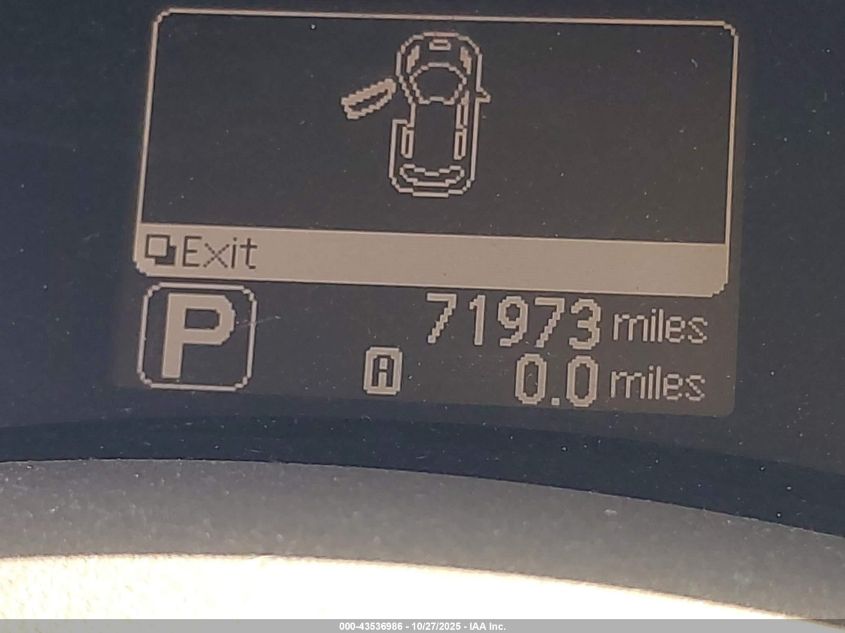 Exit
P
71973 miles
A 0.0 miles
000-43536986 - 10/27/2025 - IAA Inc.